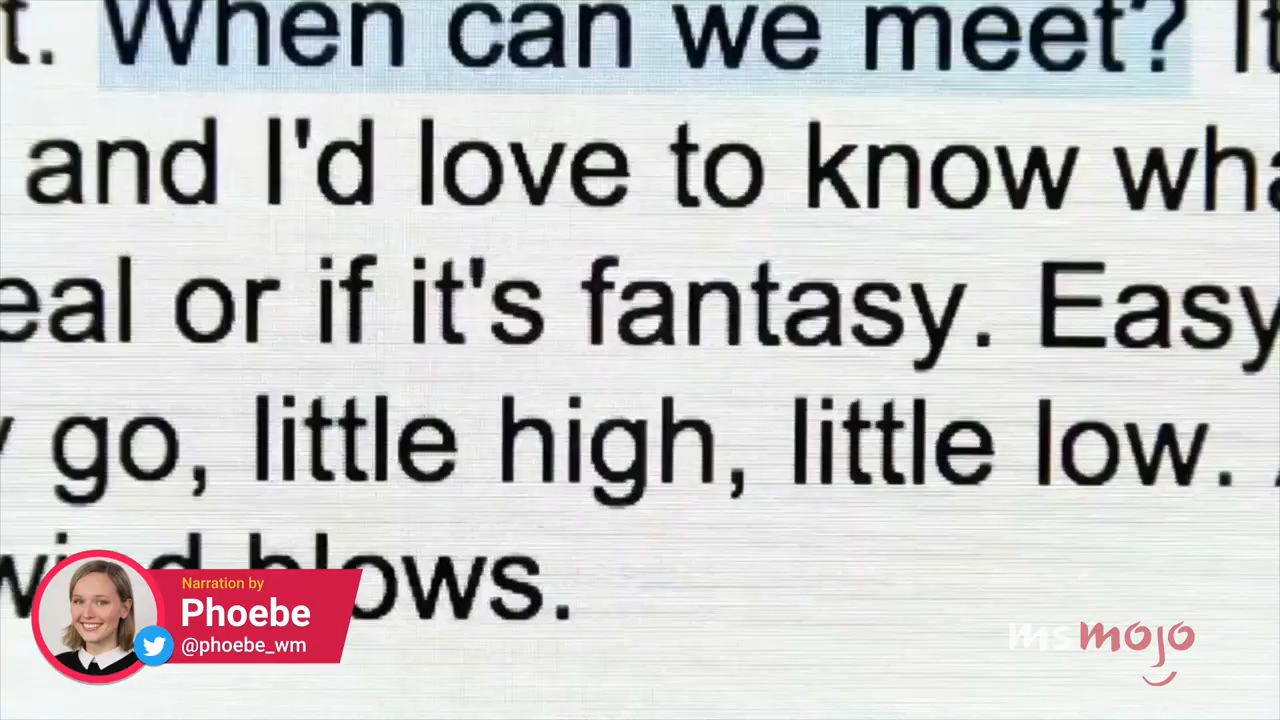 t. When can we meet? It
and I'd love to know wha
eal or if it's fantasy. Easy
y go, little high, little low.
wind blows.
Narration by
Phoebe
@phoebe_wm
msmojo